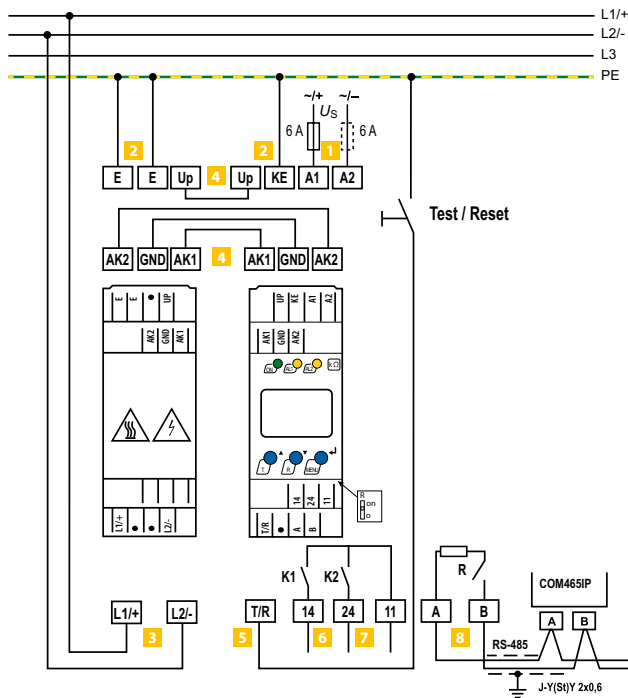 L1/+
L2/-
L3
PE
~/+ ~/–
US
6 A 6 A
2 2 1
E E Up 4 Up KE A1 A2
Test / Reset
AK2 GND AK1 4 AK1 GND AK2
E E • UP
AK2 GND AK1
UP KE A1 A2
AK1 GND AK2
ON AL1 AL2 kΩ
T R MENU
L1/+ • • L2/-
14 24 11
T/R • A B
R
on
K1 K2 R
COM465IP
L1/+ 3 L2/- T/R 14 24 11 A B
A B
5 6 7 8
RS-485
J-Y(St)Y 2x0,6